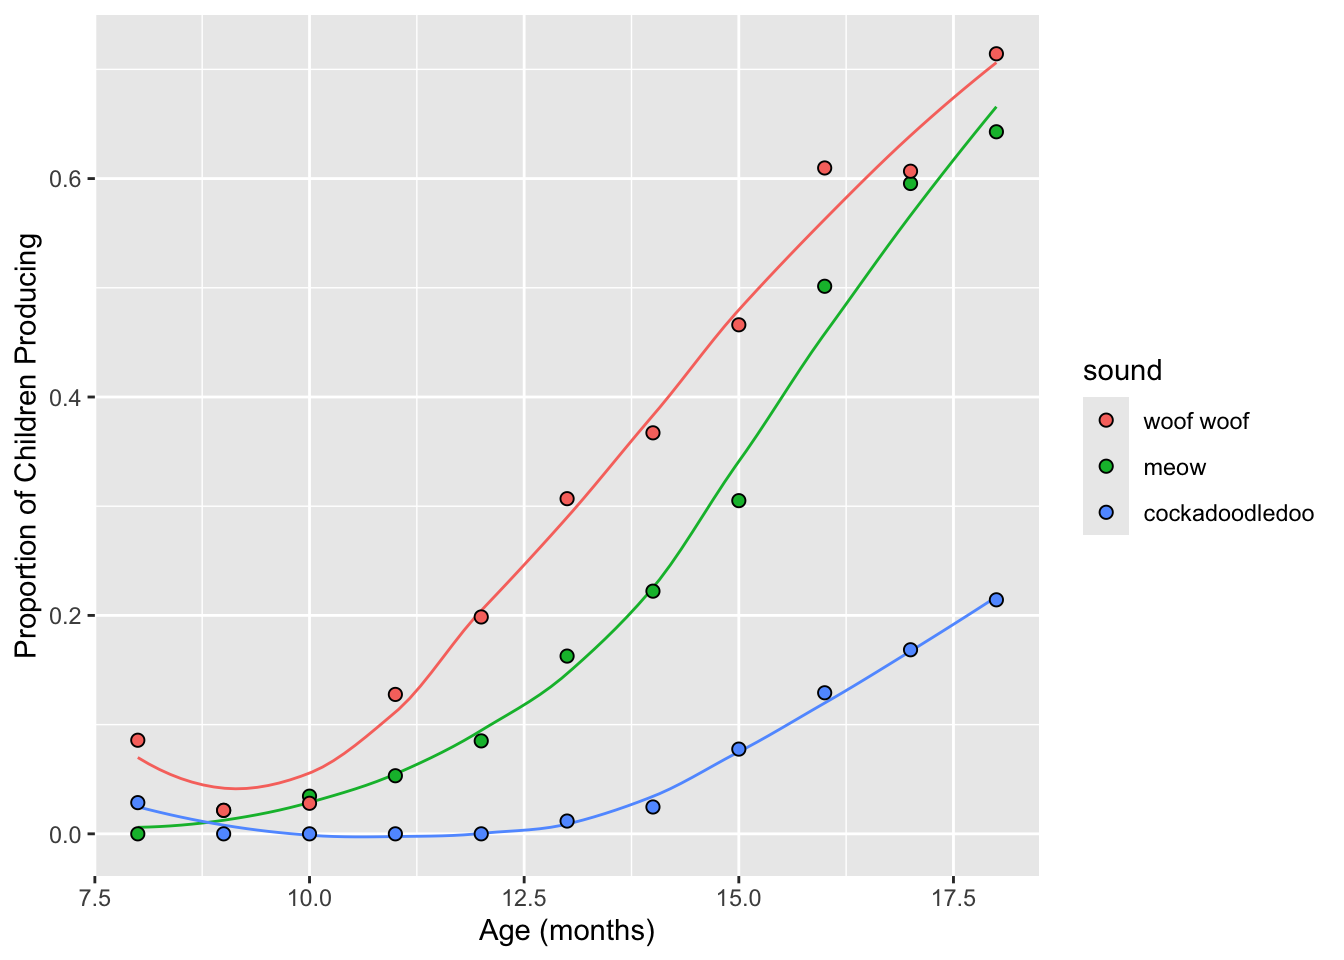 Proportion of Children Producing
0.6
0.4
0.2
0.0
7.5 10.0 12.5 15.0 17.5
Age (months)
sound
woof woof
meow
cockadoodledoo